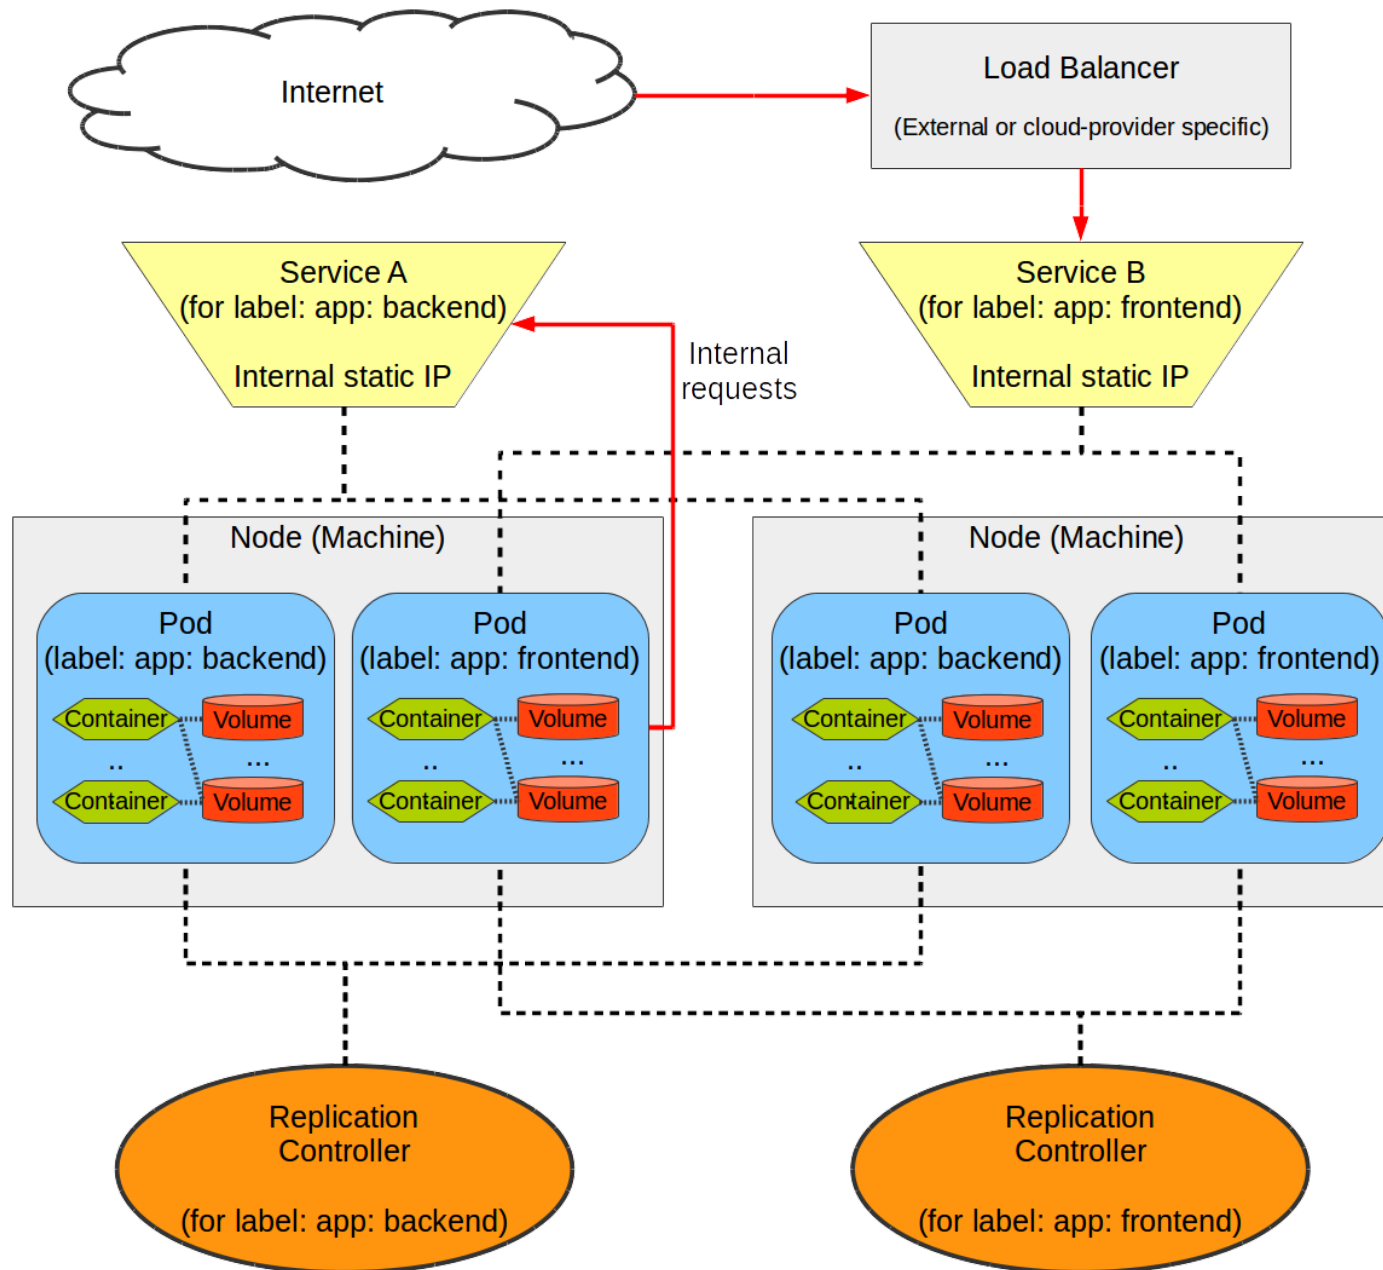 Internet
Load Balancer
(External or cloud-provider specific)
Service A
(for label: app: backend)
Internal static IP
Service B
(for label: app: frontend)
Internal static IP
Internal
requests
Node (Machine)
Pod
(label: app: backend)
Container
Volume
..
...
Container
Volume
Pod
(label: app: frontend)
Container
Volume
..
...
Container
Volume
Node (Machine)
Pod
(label: app: backend)
Container
Volume
..
...
Container
Volume
Pod
(label: app: frontend)
Container
Volume
..
...
Container
Volume
Replication
Controller
(for label: app: backend)
Replication
Controller
(for label: app: frontend)